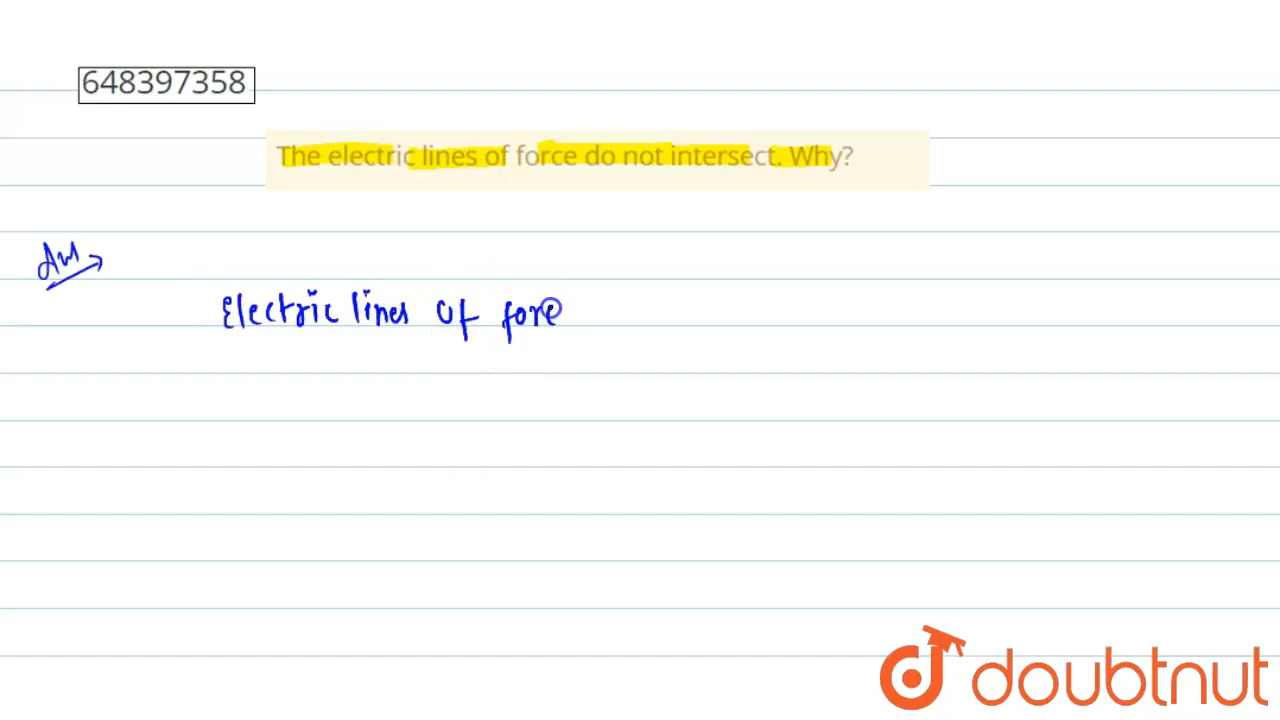 648397358
The electric lines of force do not intersect. Why?
Ans
Electric lines of fore
doubtnut